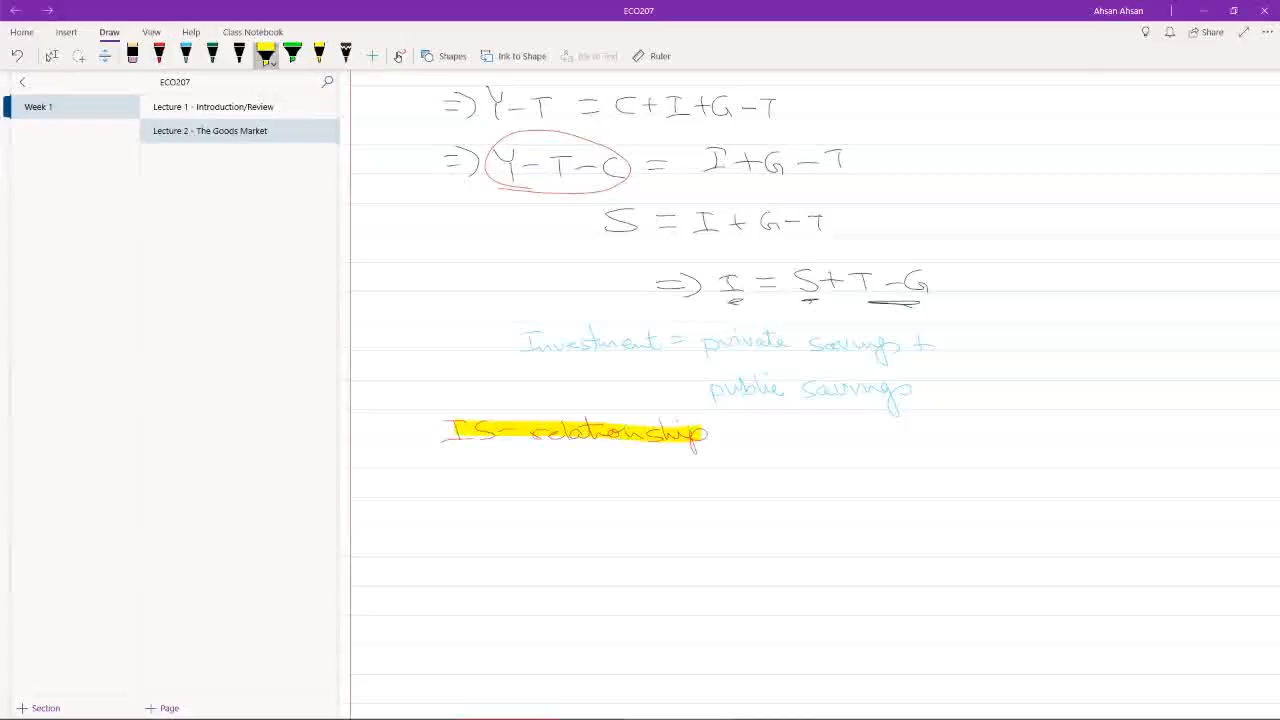 ECO207
Ahsan Ahsan
Home Insert Draw View Help Class Notebook
Share
Shapes Ink to Shape Ink to Text Ruler
ECO207
Week 1
Lecture 1 - Introduction/Review
Lecture 2 - The Goods Market
=> Y-T = C+I+G-T
=> Y-T-C = I+G-T
S = I+G-T
=> I = S+T-G
Investment = private savings +
public savings
IS-relationship
+ Section + Page